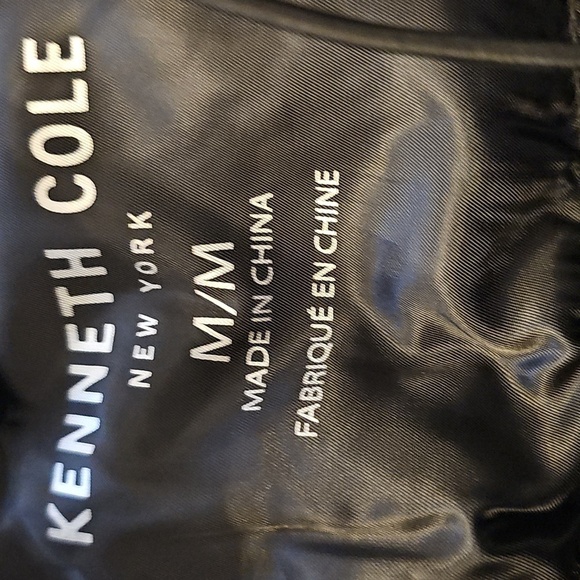 KENNETH COLE
NEW YORK
M/M
MADE IN CHINA
FABRIQUÉ EN CHINE